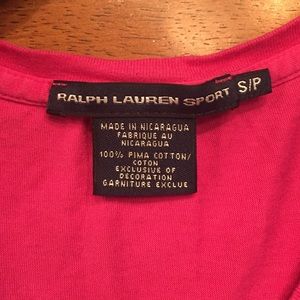 RALPH LAUREN SPORT S/P
MADE IN NICARAGUA
FABRIQUE AU
NICARAGUA
100% PIMA COTTON/
COTON
EXCLUSIVE OF
DECORATION
GARNITURE EXCLUE